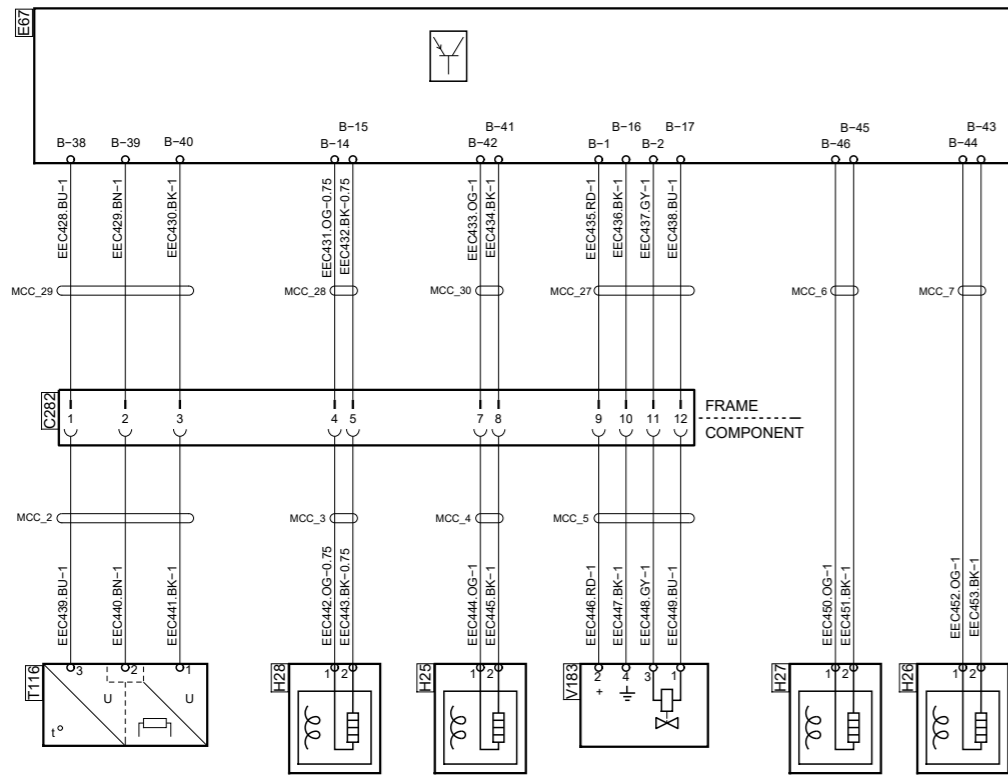 E67
B-15 B-41 B-16 B-17 B-45 B-43
B-38 B-39 B-40 B-14 B-42 B-1 B-2 B-46 B-44
EEC428.BU-1
EEC429.BN-1
EEC430.BK-1
EEC431.OG-0.75
EEC432.BK-0.75
EEC433.OG-1
EEC434.BK-1
EEC435.RD-1
EEC436.BK-1
EEC437.GY-1
EEC438.BU-1
MCC_29 MCC_28 MCC_30 MCC_27 MCC_6 MCC_7
C282
1 2 3 4 5 7 8 9 10 11 12
FRAME
COMPONENT
MCC_2 MCC_3 MCC_4 MCC_5
EEC439.BU-1
EEC440.BN-1
EEC441.BK-1
EEC442.OG-0.75
EEC443.BK-0.75
EEC444.OG-1
EEC445.BK-1
EEC446.RD-1
EEC447.BK-1
EEC448.GY-1
EEC449.BU-1
EEC450.OG-1
EEC451.BK-1
EEC452.OG-1
EEC453.BK-1
T116
3 2 1
U U
t°
H28
1 2
H25
1 2
V183
2 4 3 1
+
H27
1 2
H26
1 2